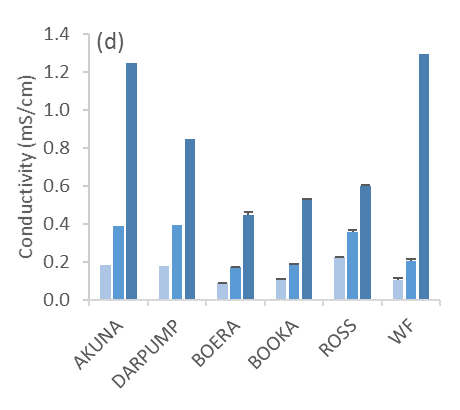 (d)
Conductivity (mS/cm)
1.4
1.2
1.0
0.8
0.6
0.4
0.2
0.0
AKUNA
DARPUMP
BOERA
BOOKA
ROSS
WF